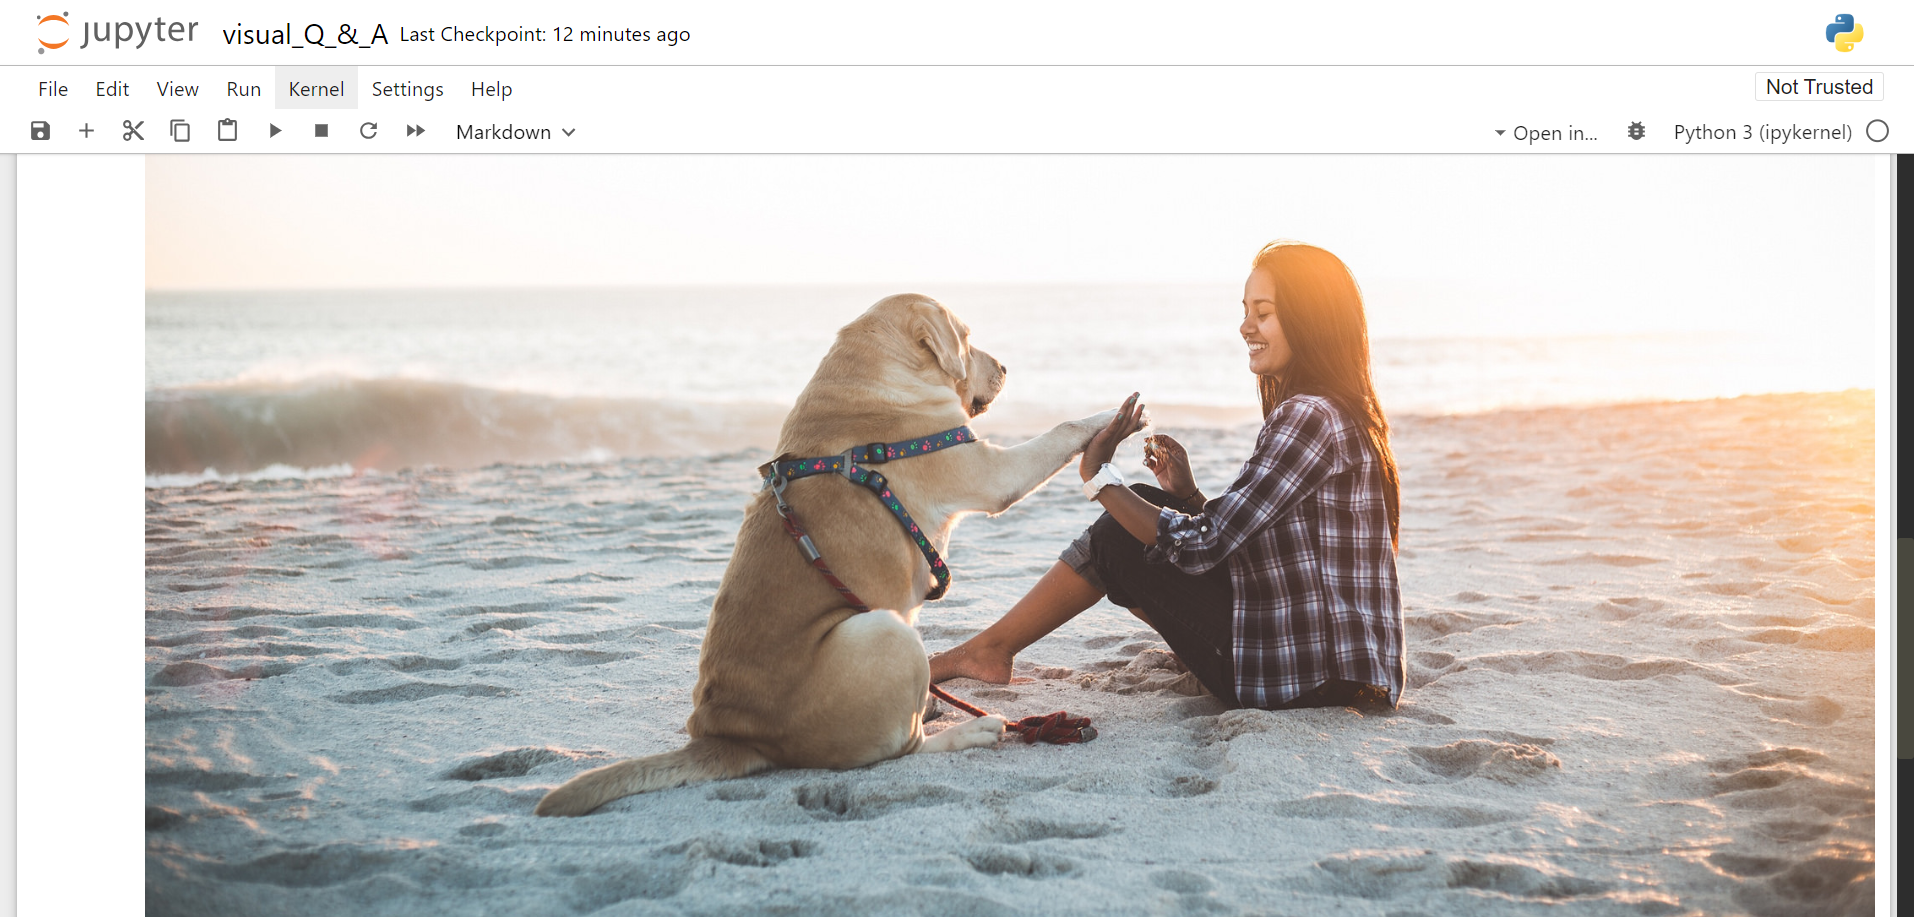 jupyter visual_Q_&_A Last Checkpoint: 12 minutes ago
File Edit View Run Kernel Settings Help Not Trusted
Markdown Open in... Python 3 (ipykernel)